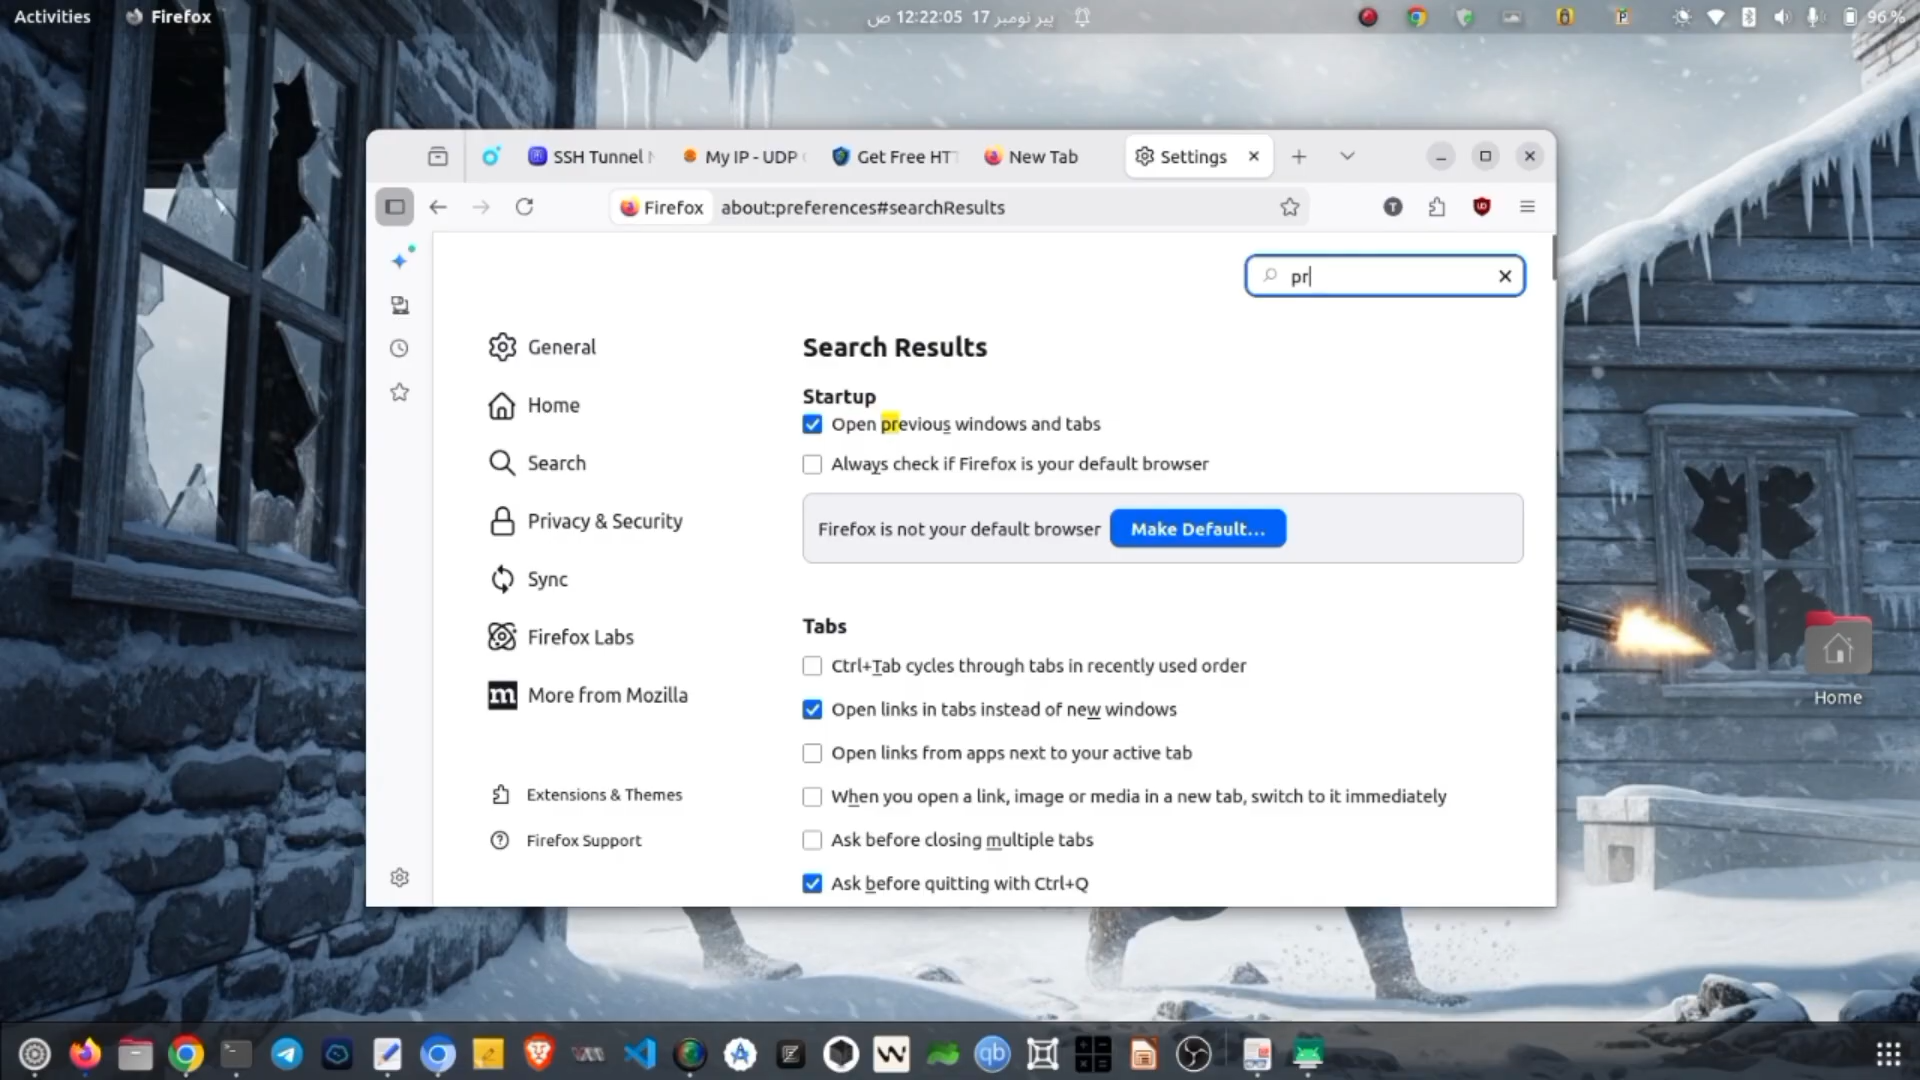 Activities
Firefox
پیر نومبر 17 12:22:05 ص
96 %
SSH Tunnel
My IP - UDP
Get Free HT
New Tab
Settings
Firefox
about:preferences#searchResults
T
pr
General
Home
Search
Privacy & Security
Sync
Firefox Labs
m More from Mozilla
Extensions & Themes
Firefox Support
Search Results
Startup
Open previous windows and tabs
Always check if Firefox is your default browser
Firefox is not your default browser
Make Default...
Tabs
Ctrl+Tab cycles through tabs in recently used order
Open links in tabs instead of new windows
Open links from apps next to your active tab
When you open a link, image or media in a new tab, switch to it immediately
Ask before closing multiple tabs
Ask before quitting with Ctrl+Q
Home
qb